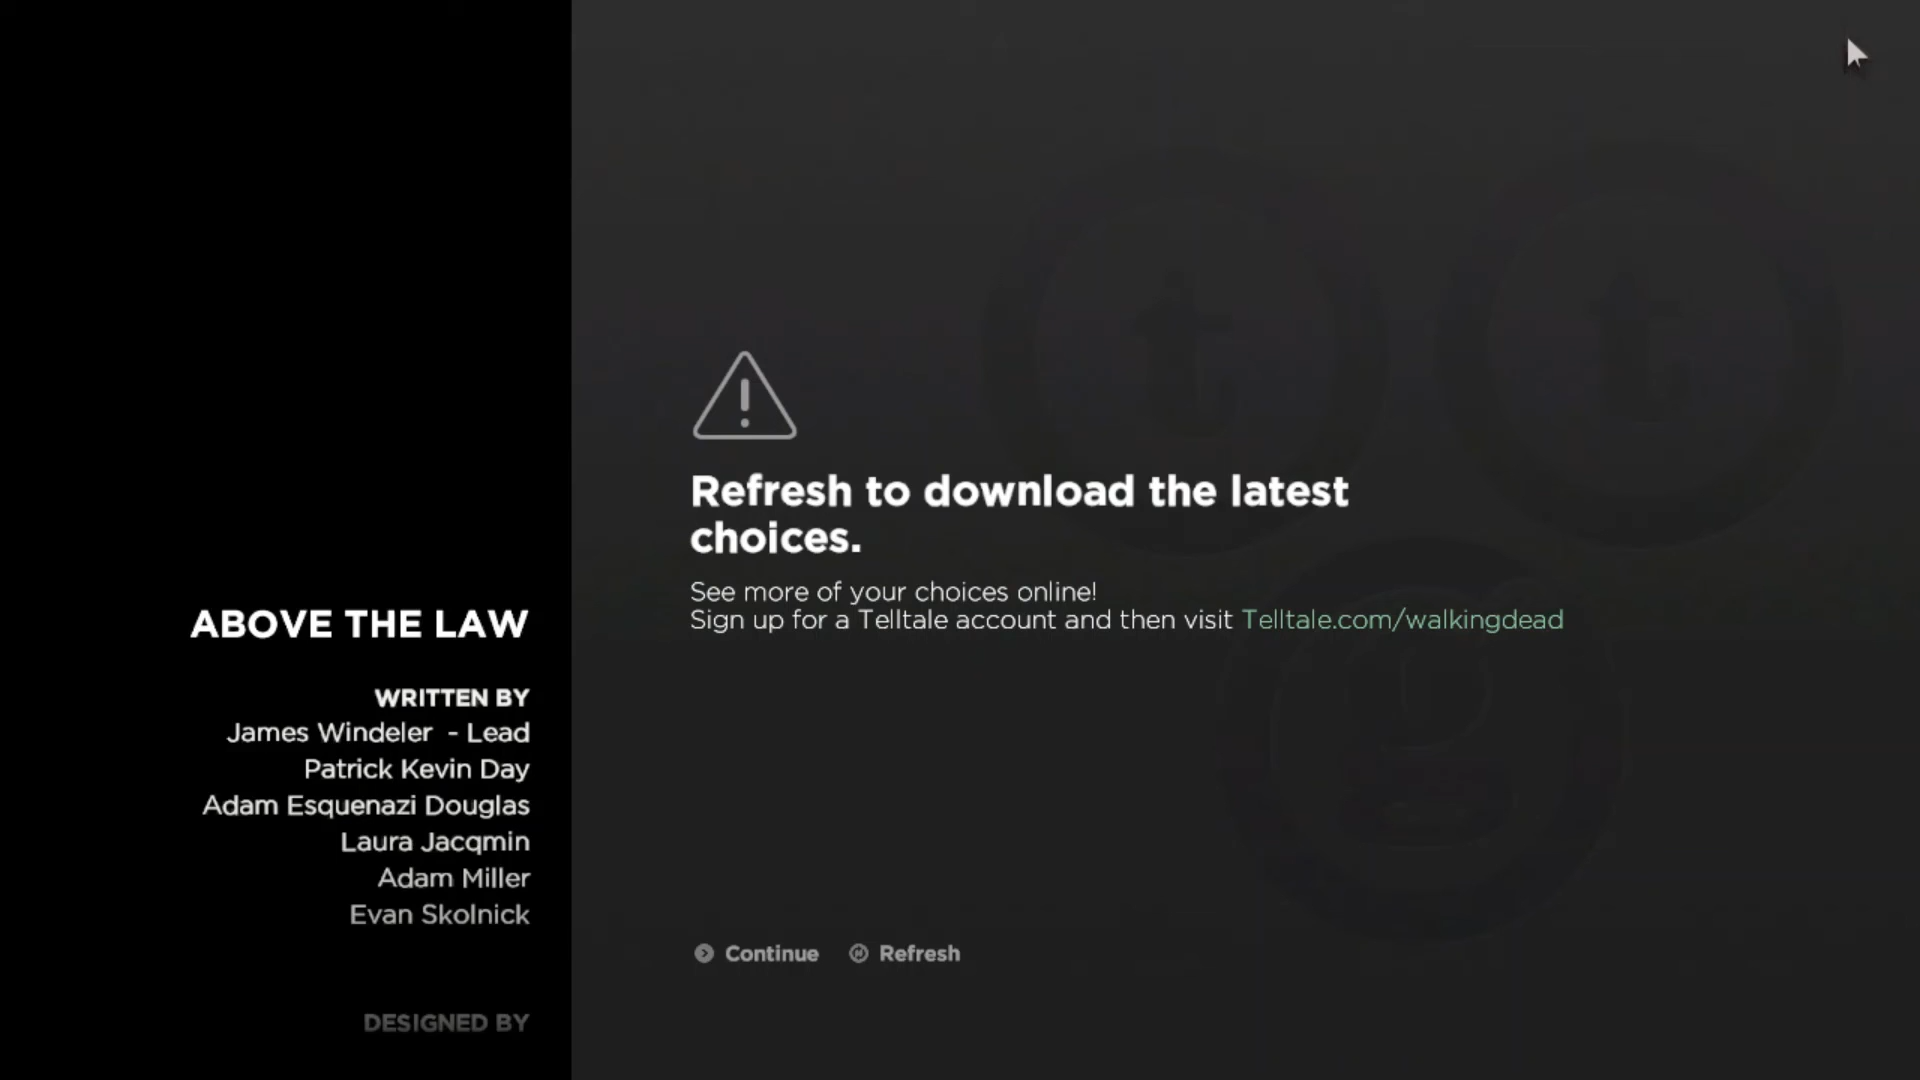 ABOVE THE LAW
WRITTEN BY
James Windeler - Lead
Patrick Kevin Day
Adam Esquenazi Douglas
Laura Jacqmin
Adam Miller
Evan Skolnick
DESIGNED BY
t t
g
Refresh to download the latest
choices.
See more of your choices online!
Sign up for a Telltale account and then visit Telltale.com/walkingdead
Continue Refresh